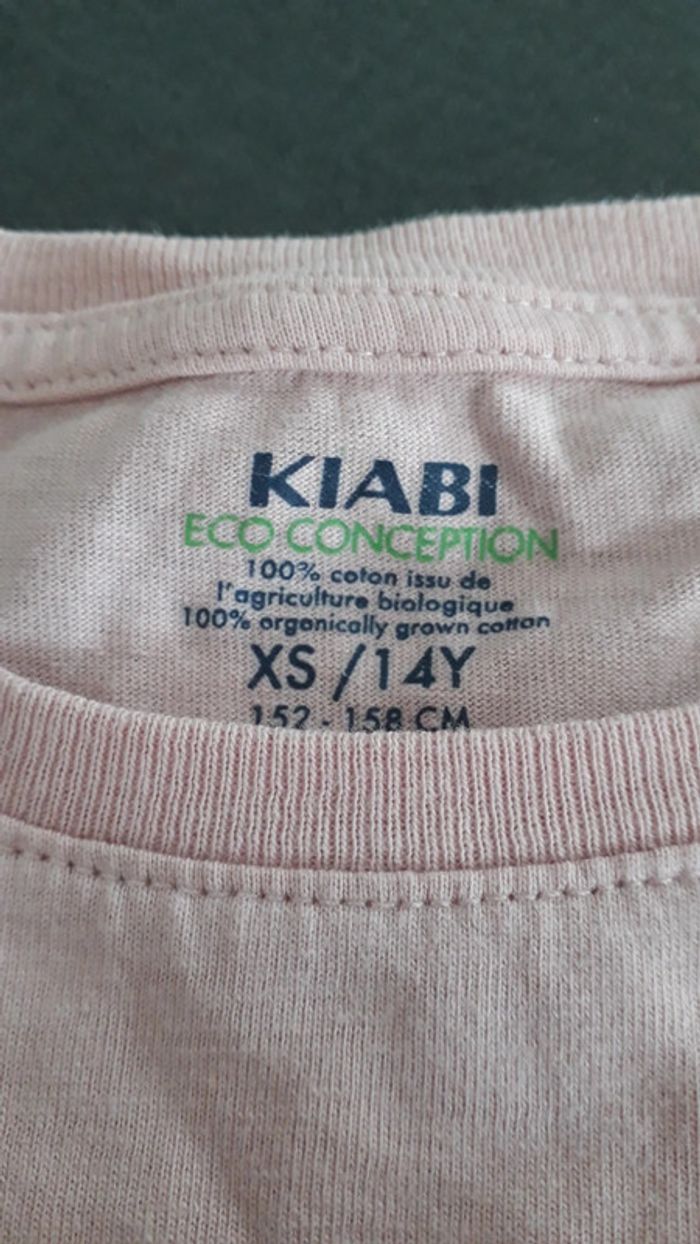 KIABI
ECO CONCEPTION
100% coton issu de
l'agriculture biologique
100% organically grown cotton
XS /14Y
152 - 158 CM